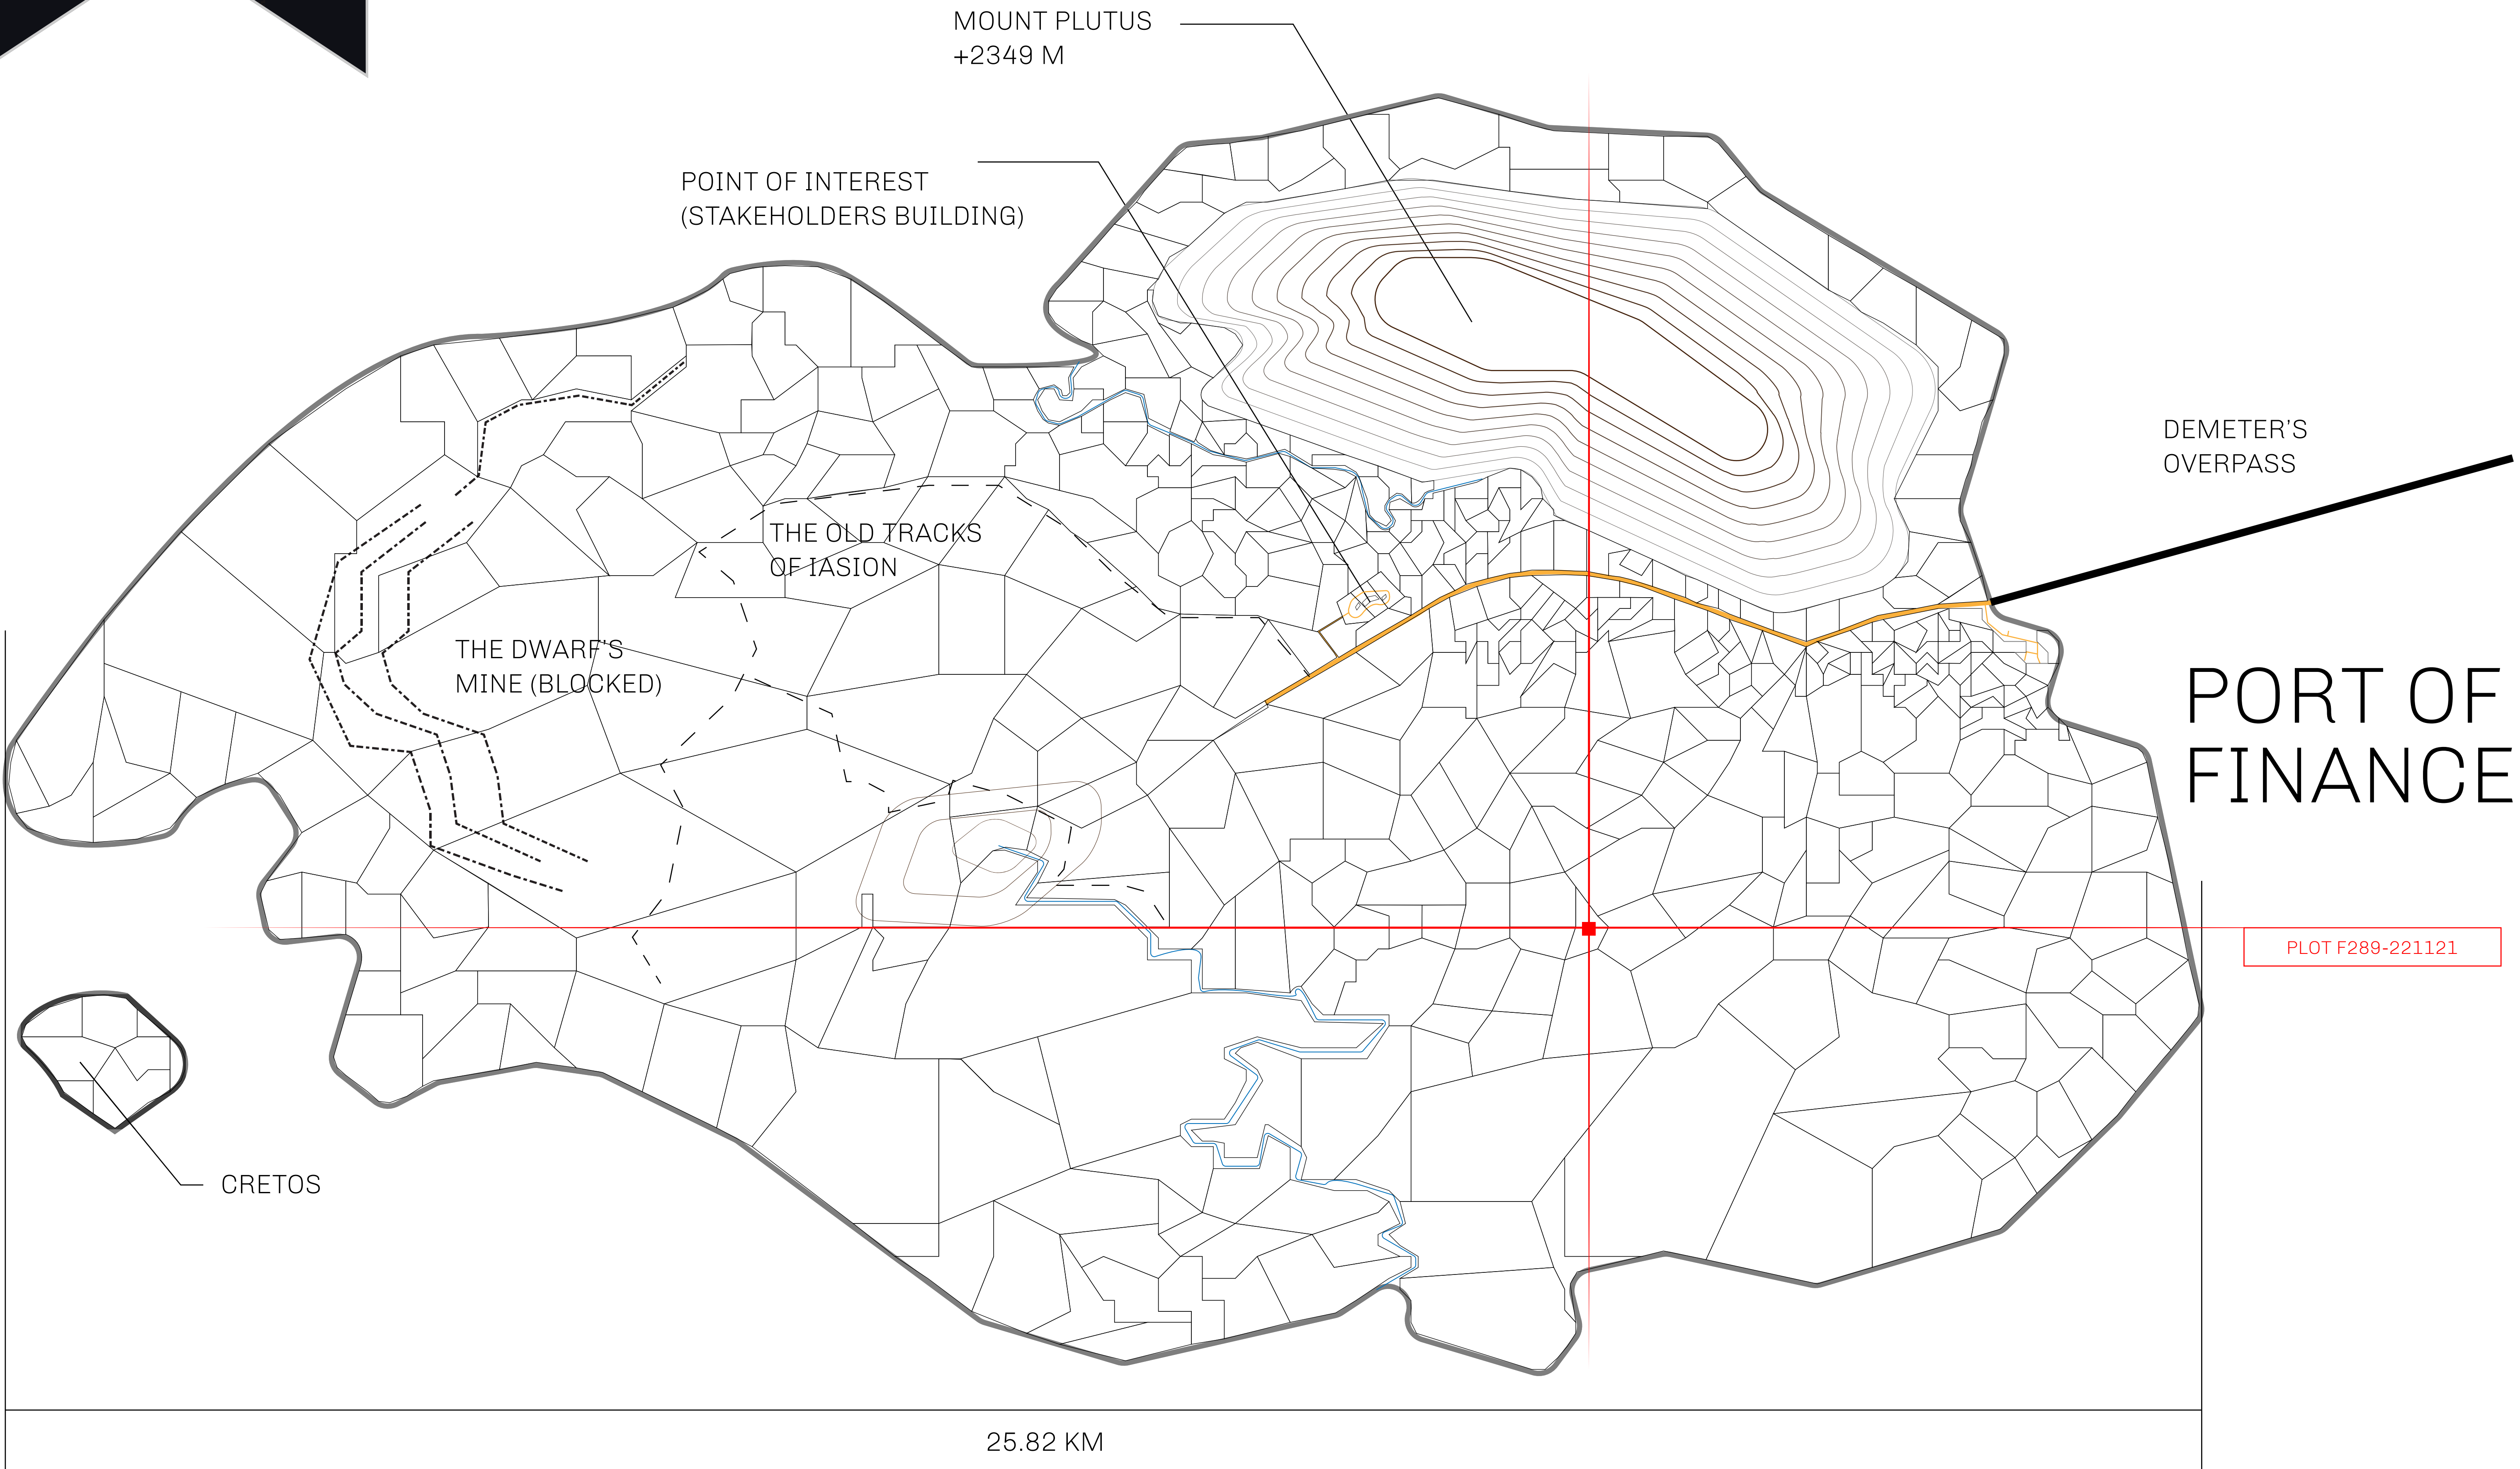 MOUNT PLUTUS
+2349 M
POINT OF INTEREST
(STAKEHOLDERS BUILDING)
DEMETER'S
OVERPASS
THE OLD TRACKS
OF IASION
THE DWARF'S
MINE (BLOCKED)
PORT OF
FINANCE
PLOT F289-221121
CRETOS
25.82 KM